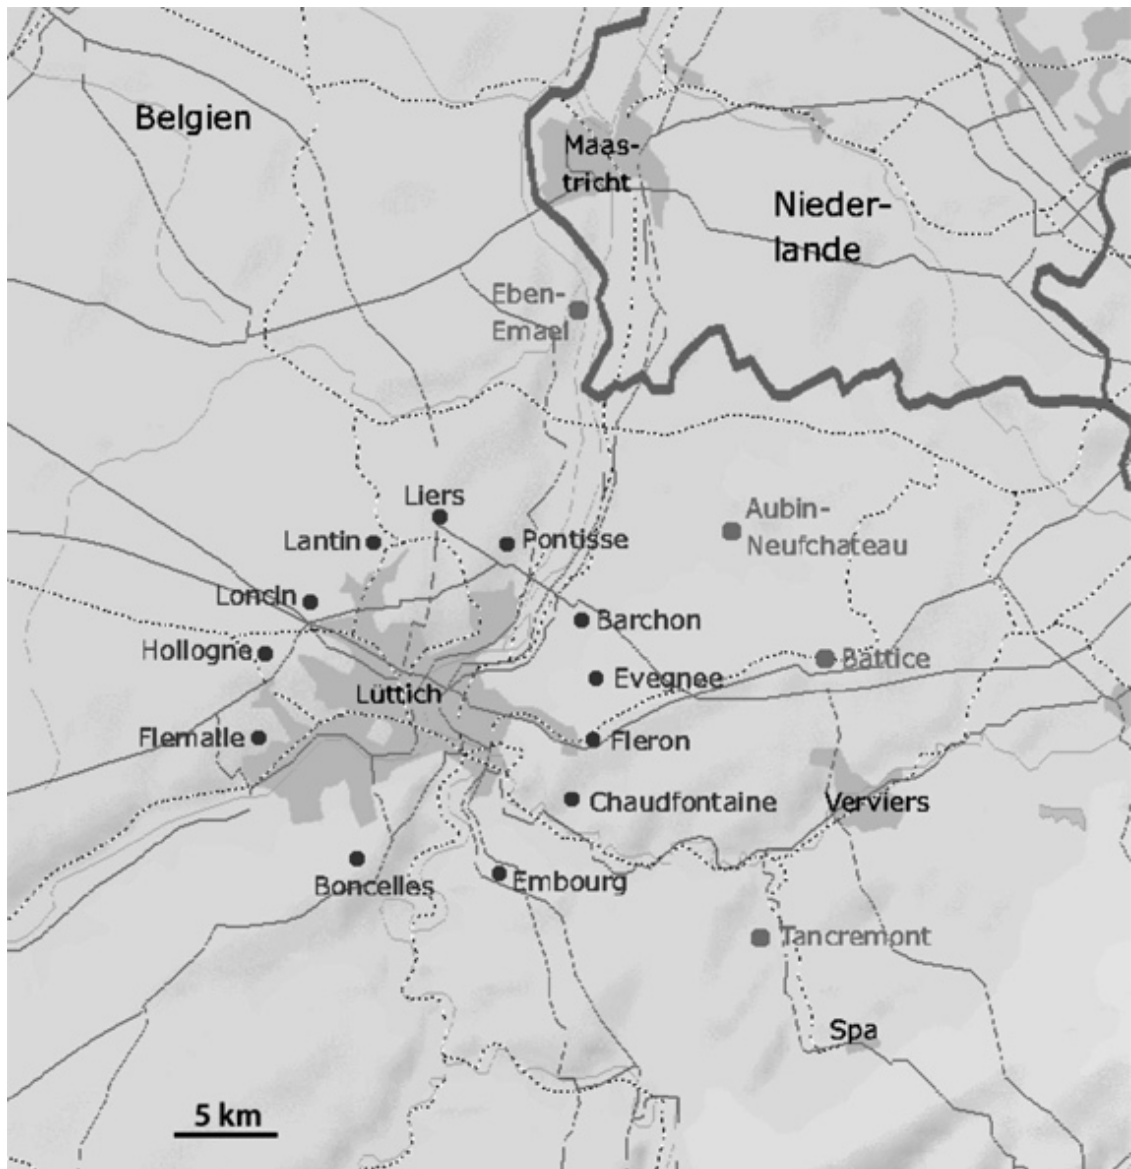 Belgien
Maas-
tricht
Nieder-
lande
Eben-
Emael
Liers
Lantin
Pontisse
Aubin-
Neufchateau
Loncin
Barchon
Hollogne
Battice
Evegnee
Lüttich
Flemalle
Fleron
Chaudfontaine
Verviers
Boncelles
Embourg
Tancremont
Spa
5 km